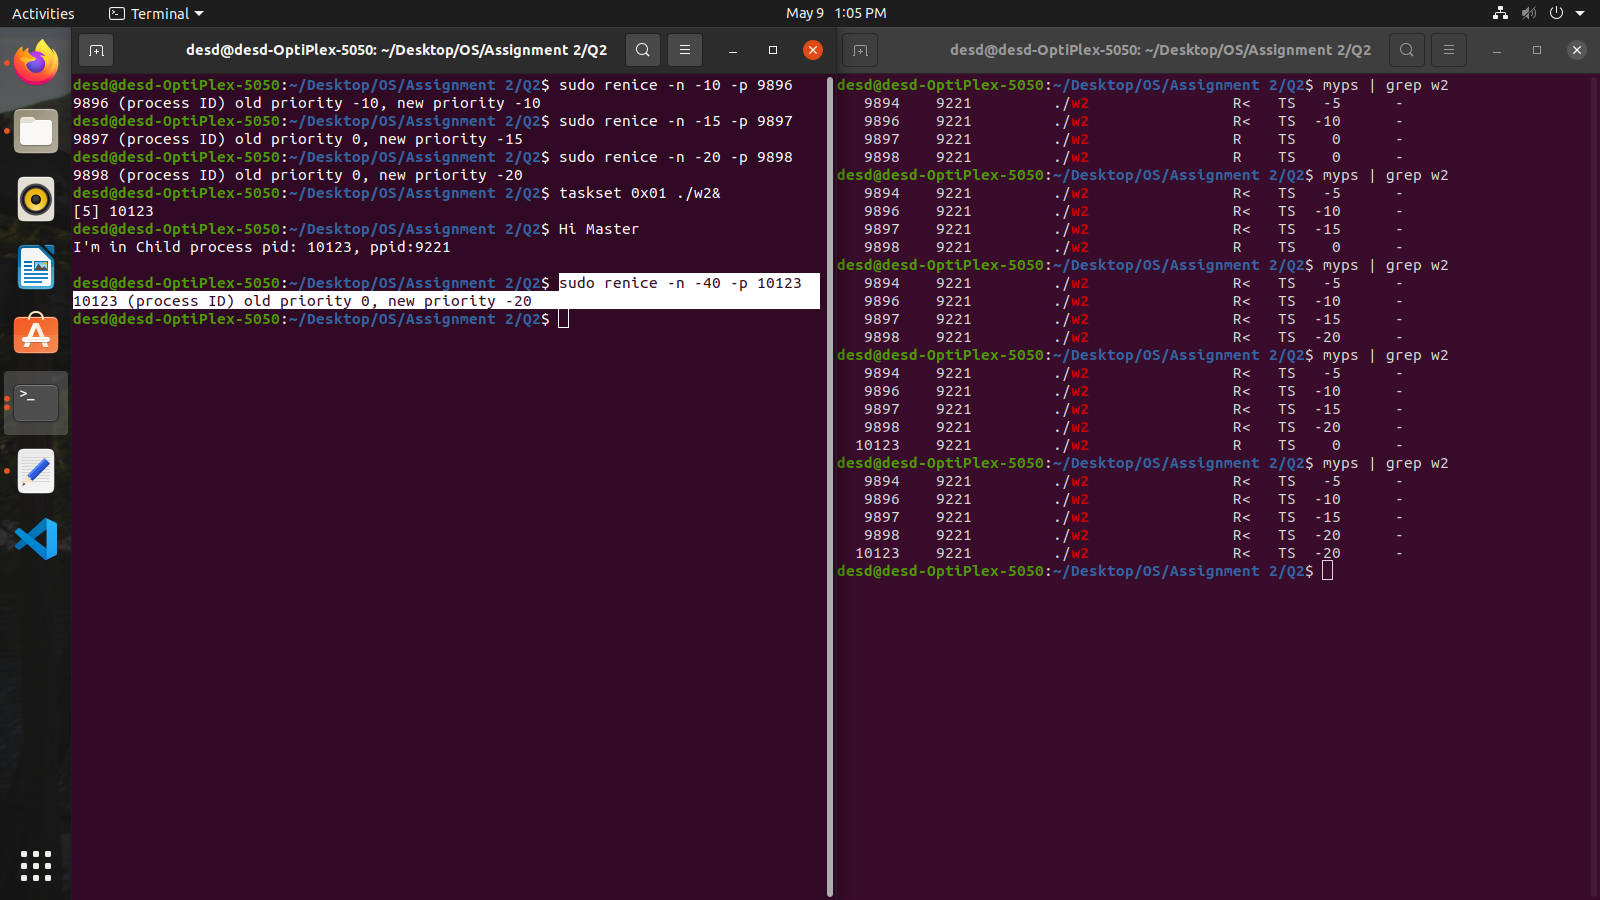 Activities
Terminal
May 9 1:05 PM
desd@desd-OptiPlex-5050: ~/Desktop/OS/Assignment 2/Q2
desd@desd-OptiPlex-5050:~/Desktop/OS/Assignment 2/Q2$ sudo renice -n -10 -p 9896
9896 (process ID) old priority -10, new priority -10
desd@desd-OptiPlex-5050:~/Desktop/OS/Assignment 2/Q2$ sudo renice -n -15 -p 9897
9897 (process ID) old priority 0, new priority -15
desd@desd-OptiPlex-5050:~/Desktop/OS/Assignment 2/Q2$ sudo renice -n -20 -p 9898
9898 (process ID) old priority 0, new priority -20
desd@desd-OptiPlex-5050:~/Desktop/OS/Assignment 2/Q2$ taskset 0x01 ./w2&
[5] 10123
desd@desd-OptiPlex-5050:~/Desktop/OS/Assignment 2/Q2$ Hi Master
I'm in Child process pid: 10123, ppid:9221
desd@desd-OptiPlex-5050:~/Desktop/OS/Assignment 2/Q2$ sudo renice -n -40 -p 10123
10123 (process ID) old priority 0, new priority -20
desd@desd-OptiPlex-5050:~/Desktop/OS/Assignment 2/Q2$
desd@desd-OptiPlex-5050: ~/Desktop/OS/Assignment 2/Q2
desd@desd-OptiPlex-5050:~/Desktop/OS/Assignment 2/Q2$ myps | grep w2
9894 9221 ./w2 R< TS -5 -
9896 9221 ./w2 R< TS -10 -
9897 9221 ./w2 R TS 0 -
9898 9221 ./w2 R TS 0 -
desd@desd-OptiPlex-5050:~/Desktop/OS/Assignment 2/Q2$ myps | grep w2
9894 9221 ./w2 R< TS -5 -
9896 9221 ./w2 R< TS -10 -
9897 9221 ./w2 R< TS -15 -
9898 9221 ./w2 R TS 0 -
desd@desd-OptiPlex-5050:~/Desktop/OS/Assignment 2/Q2$ myps | grep w2
9894 9221 ./w2 R< TS -5 -
9896 9221 ./w2 R< TS -10 -
9897 9221 ./w2 R< TS -15 -
9898 9221 ./w2 R< TS -20 -
desd@desd-OptiPlex-5050:~/Desktop/OS/Assignment 2/Q2$ myps | grep w2
9894 9221 ./w2 R< TS -5 -
9896 9221 ./w2 R< TS -10 -
9897 9221 ./w2 R< TS -15 -
9898 9221 ./w2 R< TS -20 -
10123 9221 ./w2 R TS 0 -
desd@desd-OptiPlex-5050:~/Desktop/OS/Assignment 2/Q2$ myps | grep w2
9894 9221 ./w2 R< TS -5 -
9896 9221 ./w2 R< TS -10 -
9897 9221 ./w2 R< TS -15 -
9898 9221 ./w2 R< TS -20 -
10123 9221 ./w2 R< TS -20 -
desd@desd-OptiPlex-5050:~/Desktop/OS/Assignment 2/Q2$